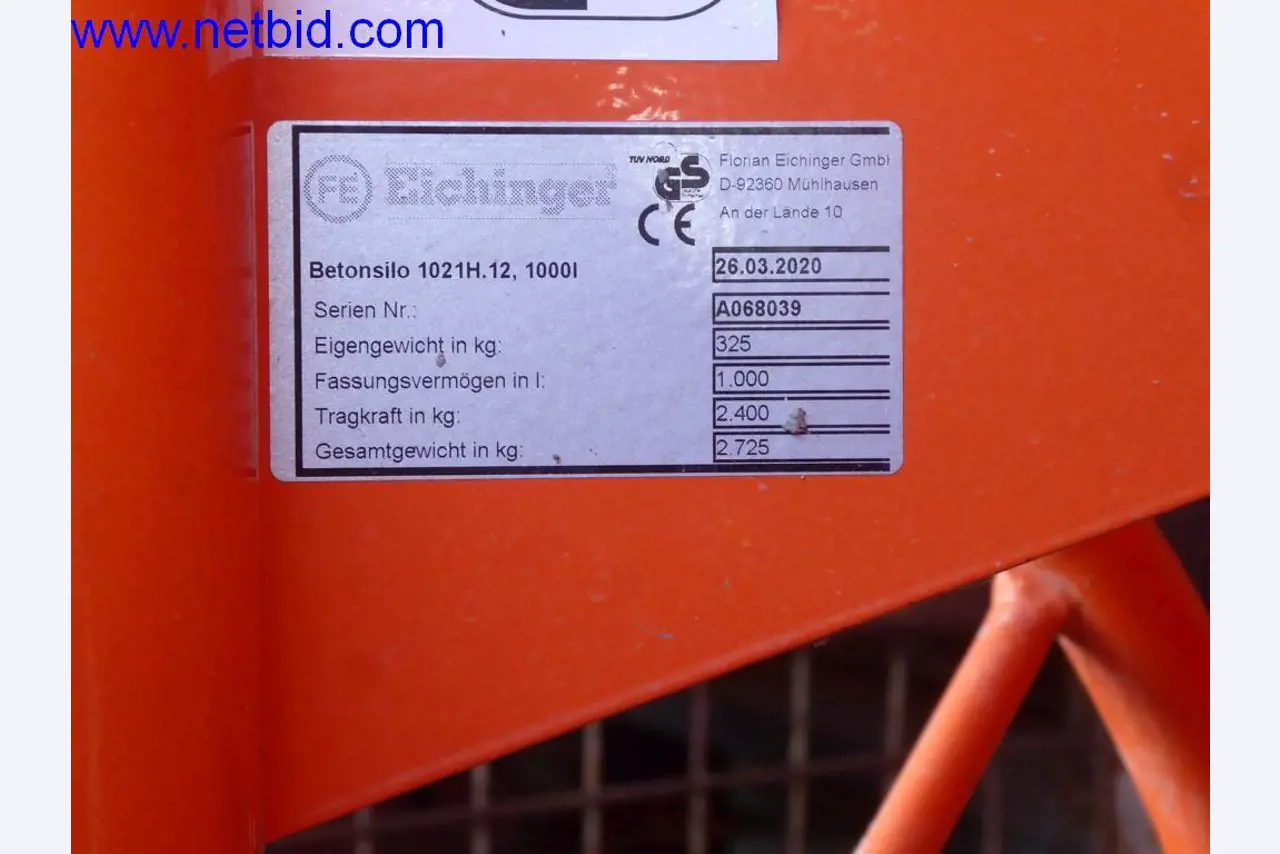 www.netbid.com
FE Eichinger
TÜV NORD
GS
CE
Florian Eichinger Gmb
D-92360 Mühlhausen
An der Lände 10
Betonsilo 1021H.12, 1000l
26.03.2020
Serien Nr.: A068039
Eigengewicht in kg: 325
Fassungsvermögen in l: 1.000
Tragkraft in kg: 2.400
Gesamtgewicht in kg: 2.725